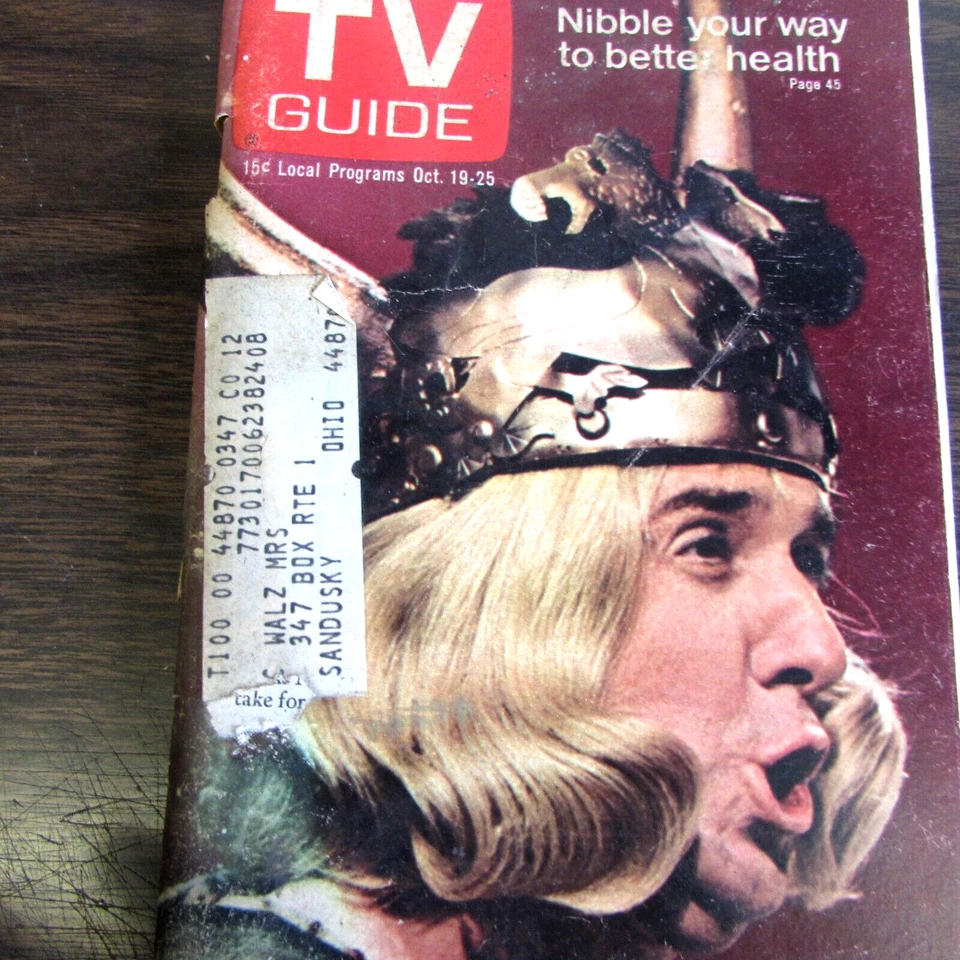 TV
GUIDE
®
15¢ Local Programs Oct. 19-25
Nibble your way
to better health
Page 45
T100 00 44870 0347 CO 12
7730170062382408
WALZ MRS
347 BOX RTE 1
SANDUSKY OHIO 4487
take for